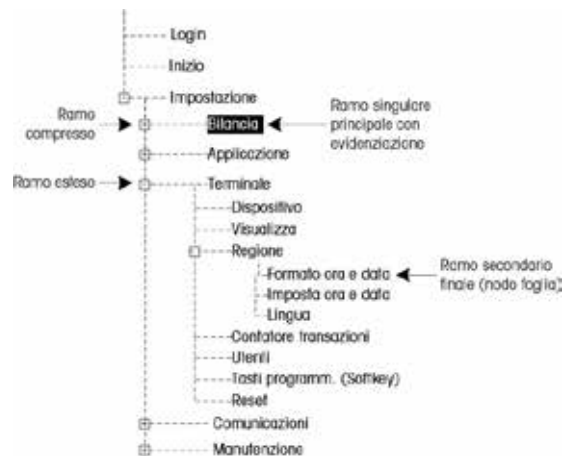 Login
Inizio
Impostazione
Ramo
compresso
Bilancia
Ramo singolare
principale con
evidenziazione
Applicazione
Ramo esteso
Terminale
Dispositivo
Visualizza
Regione
Formato ora e data
Ramo secondario
finale (nodo foglia)
Imposta ora e data
Lingua
Contatore transazioni
Utenti
Tasti programm. (Softkey)
Reset
Comunicazioni
Manutenzione